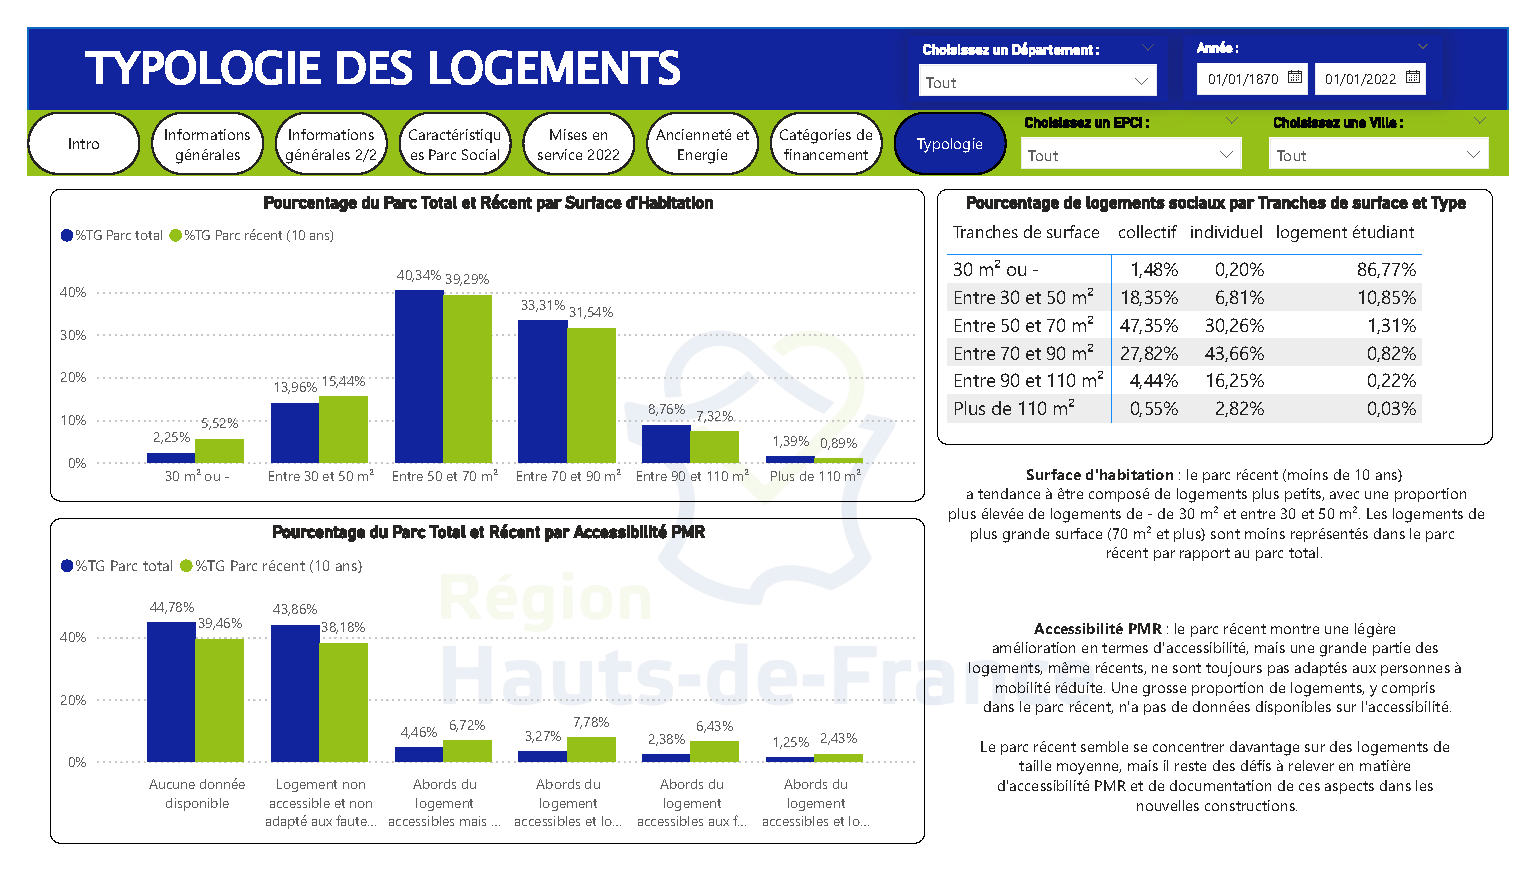 TYPOLOGIE DES LOGEMENTS
Choisissez un Département :
Tout
Année :
01/01/1870
01/01/2022
Intro
Informations
générales
Informations
générales 2/2
Caractéristiqu
es Parc Social
Mises en
service 2022
Ancienneté et
Energie
Catégories de
financement
Typologie
Choisissez un EPCI :
Tout
Choisissez une Ville :
Tout
Pourcentage du Parc Total et Récent par Surface d'Habitation
%TG Parc total %TG Parc récent (10 ans)
40%
30%
20%
10%
0%
2,25% 5,52%
13,96% 15,44%
40,34% 39,29%
33,31% 31,54%
8,76% 7,32%
1,39% 0,89%
30 m² ou -
Entre 30 et 50 m²
Entre 50 et 70 m²
Entre 70 et 90 m²
Entre 90 et 110 m²
Plus de 110 m²
Pourcentage du Parc Total et Récent par Accessibilité PMR
%TG Parc total %TG Parc récent (10 ans)
40%
20%
0%
44,78% 39,46%
43,86% 38,18%
4,46% 6,72%
3,27% 7,78%
2,38% 6,43%
1,25% 2,43%
Aucune donnée
disponible
Logement non
accessible et non
adapté aux faute...
Abords du
logement
accessibles mais ...
Abords du
logement
accessibles et lo...
Abords du
logement
accessibles aux f...
Abords du
logement
accessibles et lo...
Région
Hauts-de-France
Pourcentage de logements sociaux par Tranches de surface et Type
Tranches de surface collectif individuel logement étudiant
30 m² ou - 1,48% 0,20% 86,77%
Entre 30 et 50 m² 18,35% 6,81% 10,85%
Entre 50 et 70 m² 47,35% 30,26% 1,31%
Entre 70 et 90 m² 27,82% 43,66% 0,82%
Entre 90 et 110 m² 4,44% 16,25% 0,22%
Plus de 110 m² 0,55% 2,82% 0,03%
Surface d'habitation : le parc récent (moins de 10 ans)
a tendance à être composé de logements plus petits, avec une proportion
plus élevée de logements de - de 30 m² et entre 30 et 50 m². Les logements de
plus grande surface (70 m² et plus) sont moins représentés dans le parc
récent par rapport au parc total.
Accessibilité PMR : le parc récent montre une légère
amélioration en termes d'accessibilité, mais une grande partie des
logements, même récents, ne sont toujours pas adaptés aux personnes à
mobilité réduite. Une grosse proportion de logements, y compris
dans le parc récent, n'a pas de données disponibles sur l'accessibilité.
Le parc récent semble se concentrer davantage sur des logements de
taille moyenne, mais il reste des défis à relever en matière
d'accessibilité PMR et de documentation de ces aspects dans les
nouvelles constructions.